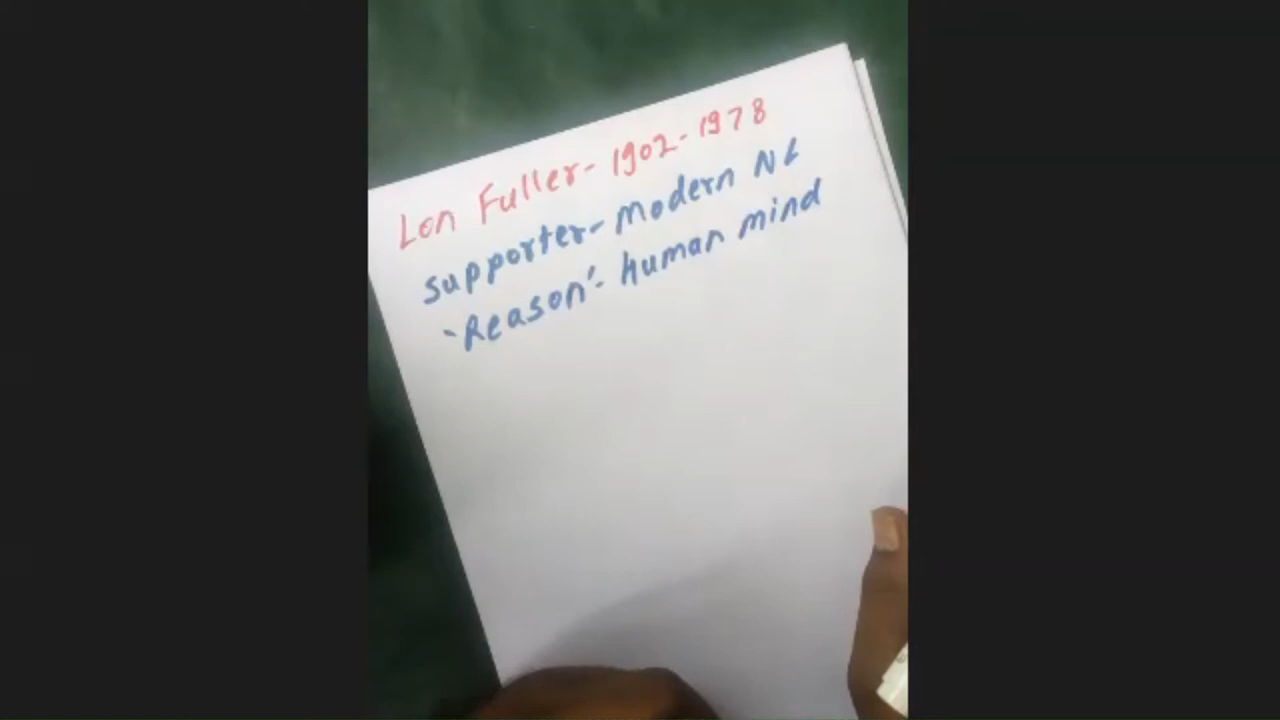 Lon Fuller- 1902-1978
supporter- Modern NL
'Reason'- human mind